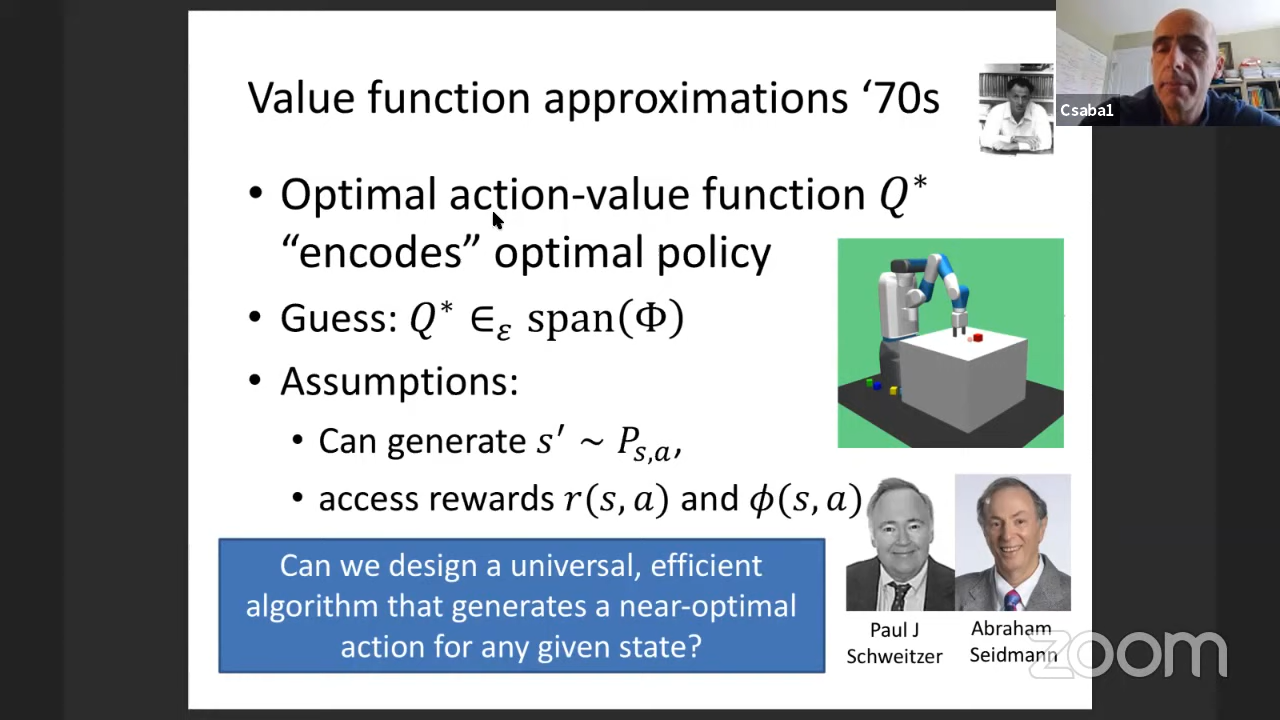 Value function approximations ‘70s
Csaba1
• Optimal action-value function Q*
“encodes” optimal policy
• Guess: Q* ∈ε span(Φ)
• Assumptions:
• Can generate s′ ~ Ps,a,
• access rewards r(s, a) and ϕ(s, a)
Can we design a universal, efficient
algorithm that generates a near-optimal
action for any given state?
Paul J
Schweitzer
Abraham
Seidmann
zoom